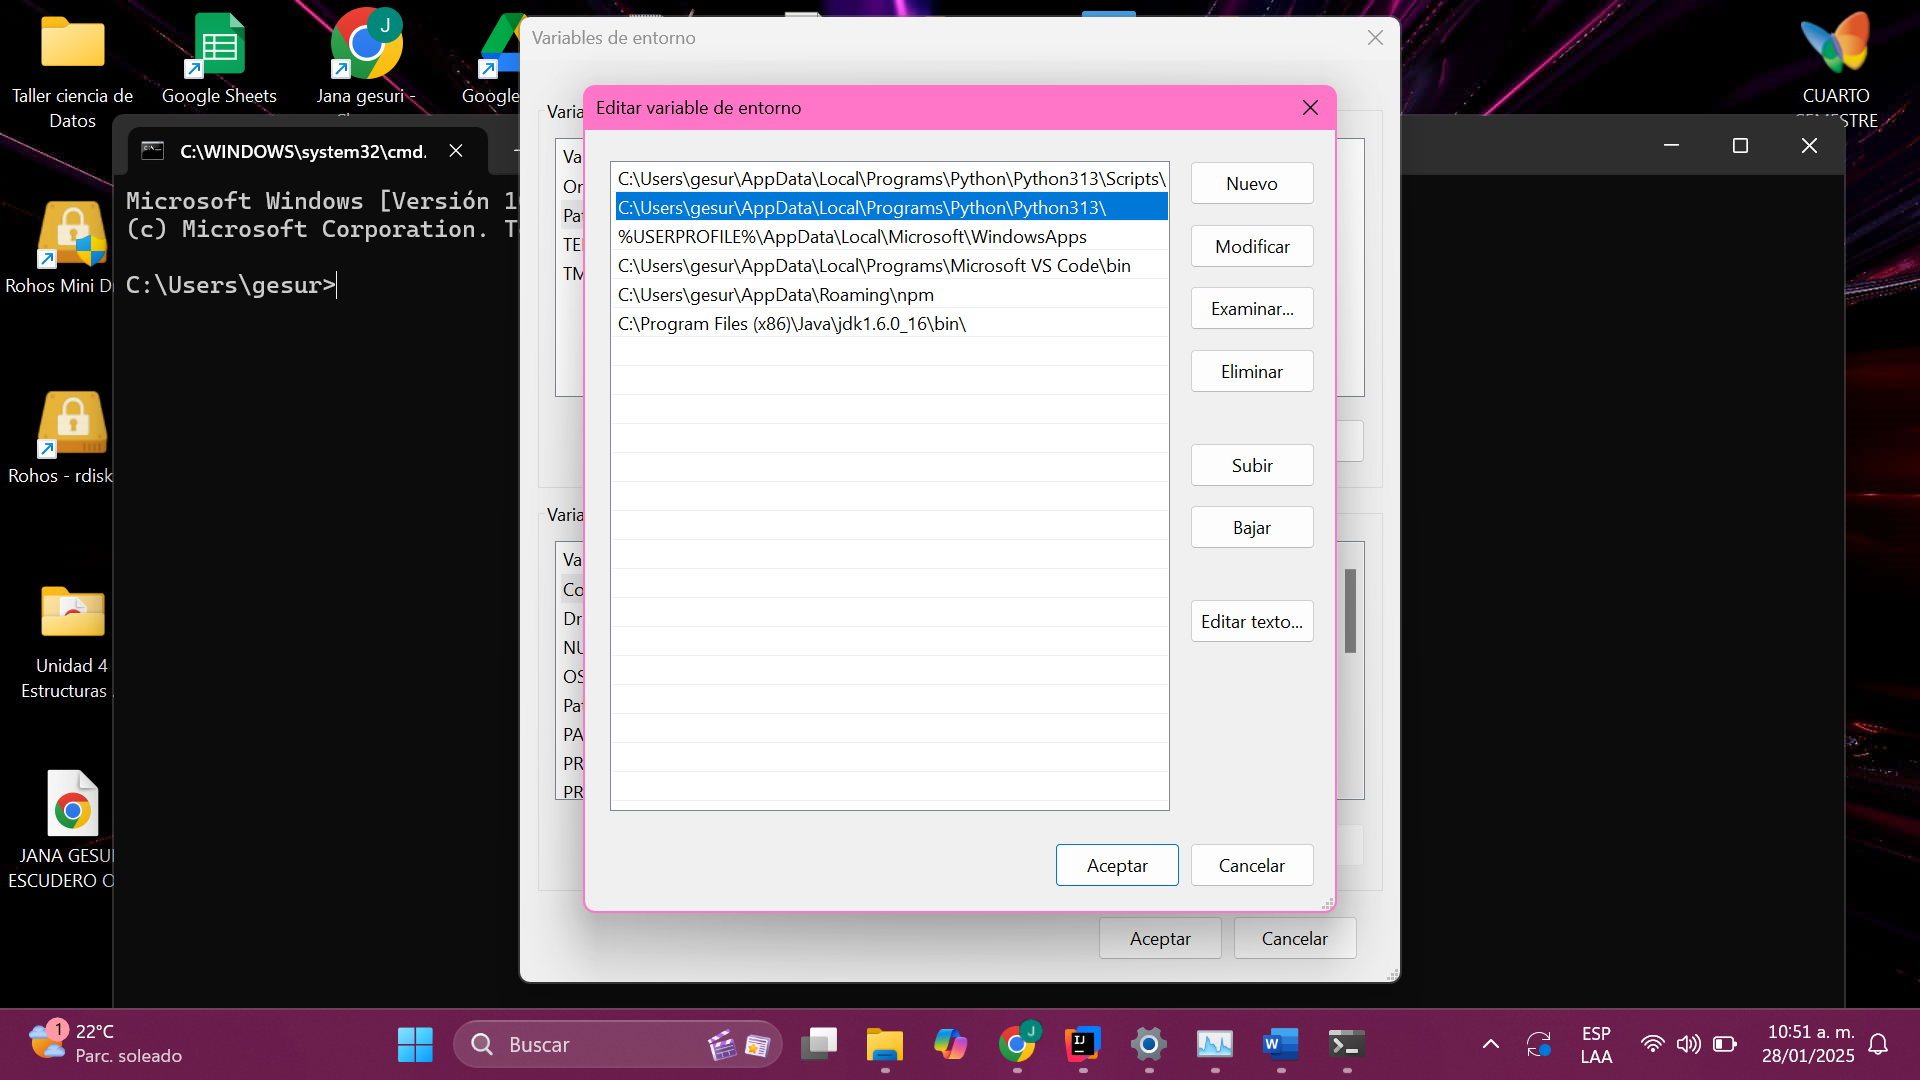 Taller ciencia de
Datos
Google Sheets
Jana gesuri -
Google
CUARTO
SEMESTRE
Rohos Mini D
Rohos - rdisk
Unidad 4
Estructuras
JANA GESU
ESCUDERO O
C:\WINDOWS\system32\cmd.
Microsoft Windows [Versión 1
(c) Microsoft Corporation. T
C:\Users\gesur>
Variables de entorno
Varia
Va
On
Pat
TE
TM
Editar variable de entorno
C:\Users\gesur\AppData\Local\Programs\Python\Python313\Scripts\
C:\Users\gesur\AppData\Local\Programs\Python\Python313\
%USERPROFILE%\AppData\Local\Microsoft\WindowsApps
C:\Users\gesur\AppData\Local\Programs\Microsoft VS Code\bin
C:\Users\gesur\AppData\Roaming\npm
C:\Program Files (x86)\Java\jdk1.6.0_16\bin\
Nuevo
Modificar
Examinar...
Eliminar
Subir
Bajar
Editar texto...
Aceptar
Cancelar
Varia
Va
Co
Dr
NU
OS
Pat
PA
PR
PR
Aceptar
Cancelar
1
22°C
Parc. soleado
Buscar
J
ESP
LAA
10:51 a. m.
28/01/2025